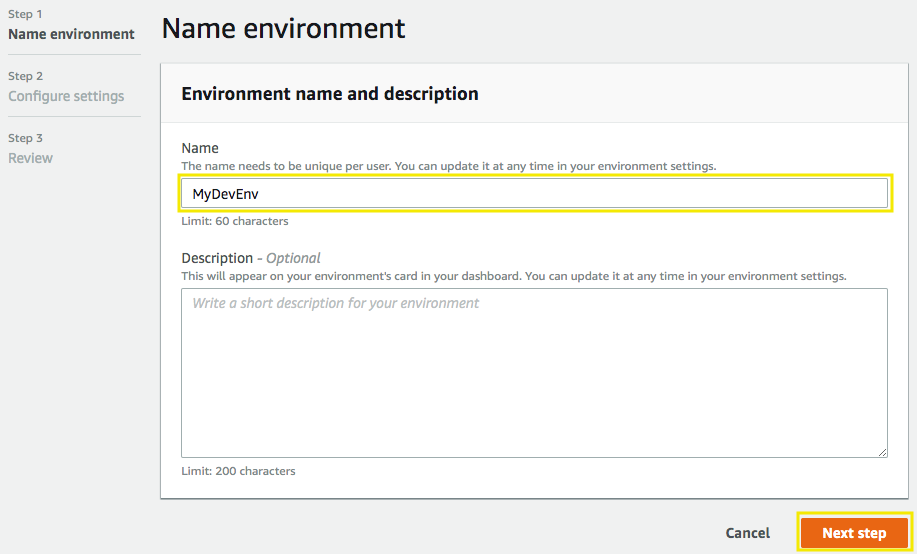 Step 1
Name environment
Step 2
Configure settings
Step 3
Review
Name environment
Environment name and description
Name
The name needs to be unique per user. You can update it at any time in your environment settings.
MyDevEnv
Limit: 60 characters
Description - Optional
This will appear on your environment's card in your dashboard. You can update it at any time in your environment settings.
Write a short description for your environment
Limit: 200 characters
Cancel
Next step